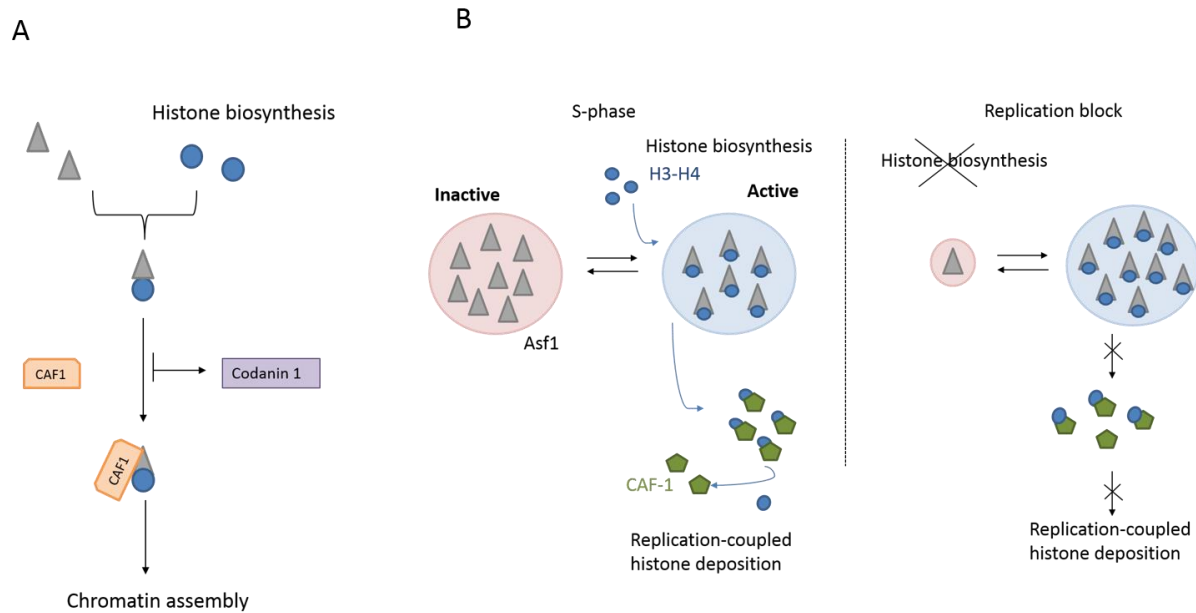 A
Histone biosynthesis
CAF1
Codanin 1
CAF1
Chromatin assembly
B
S-phase
Histone biosynthesis
H3-H4
Inactive
Active
Asf1
CAF-1
Replication-coupled
histone deposition
Replication block
Histone biosynthesis
Replication-coupled
histone deposition